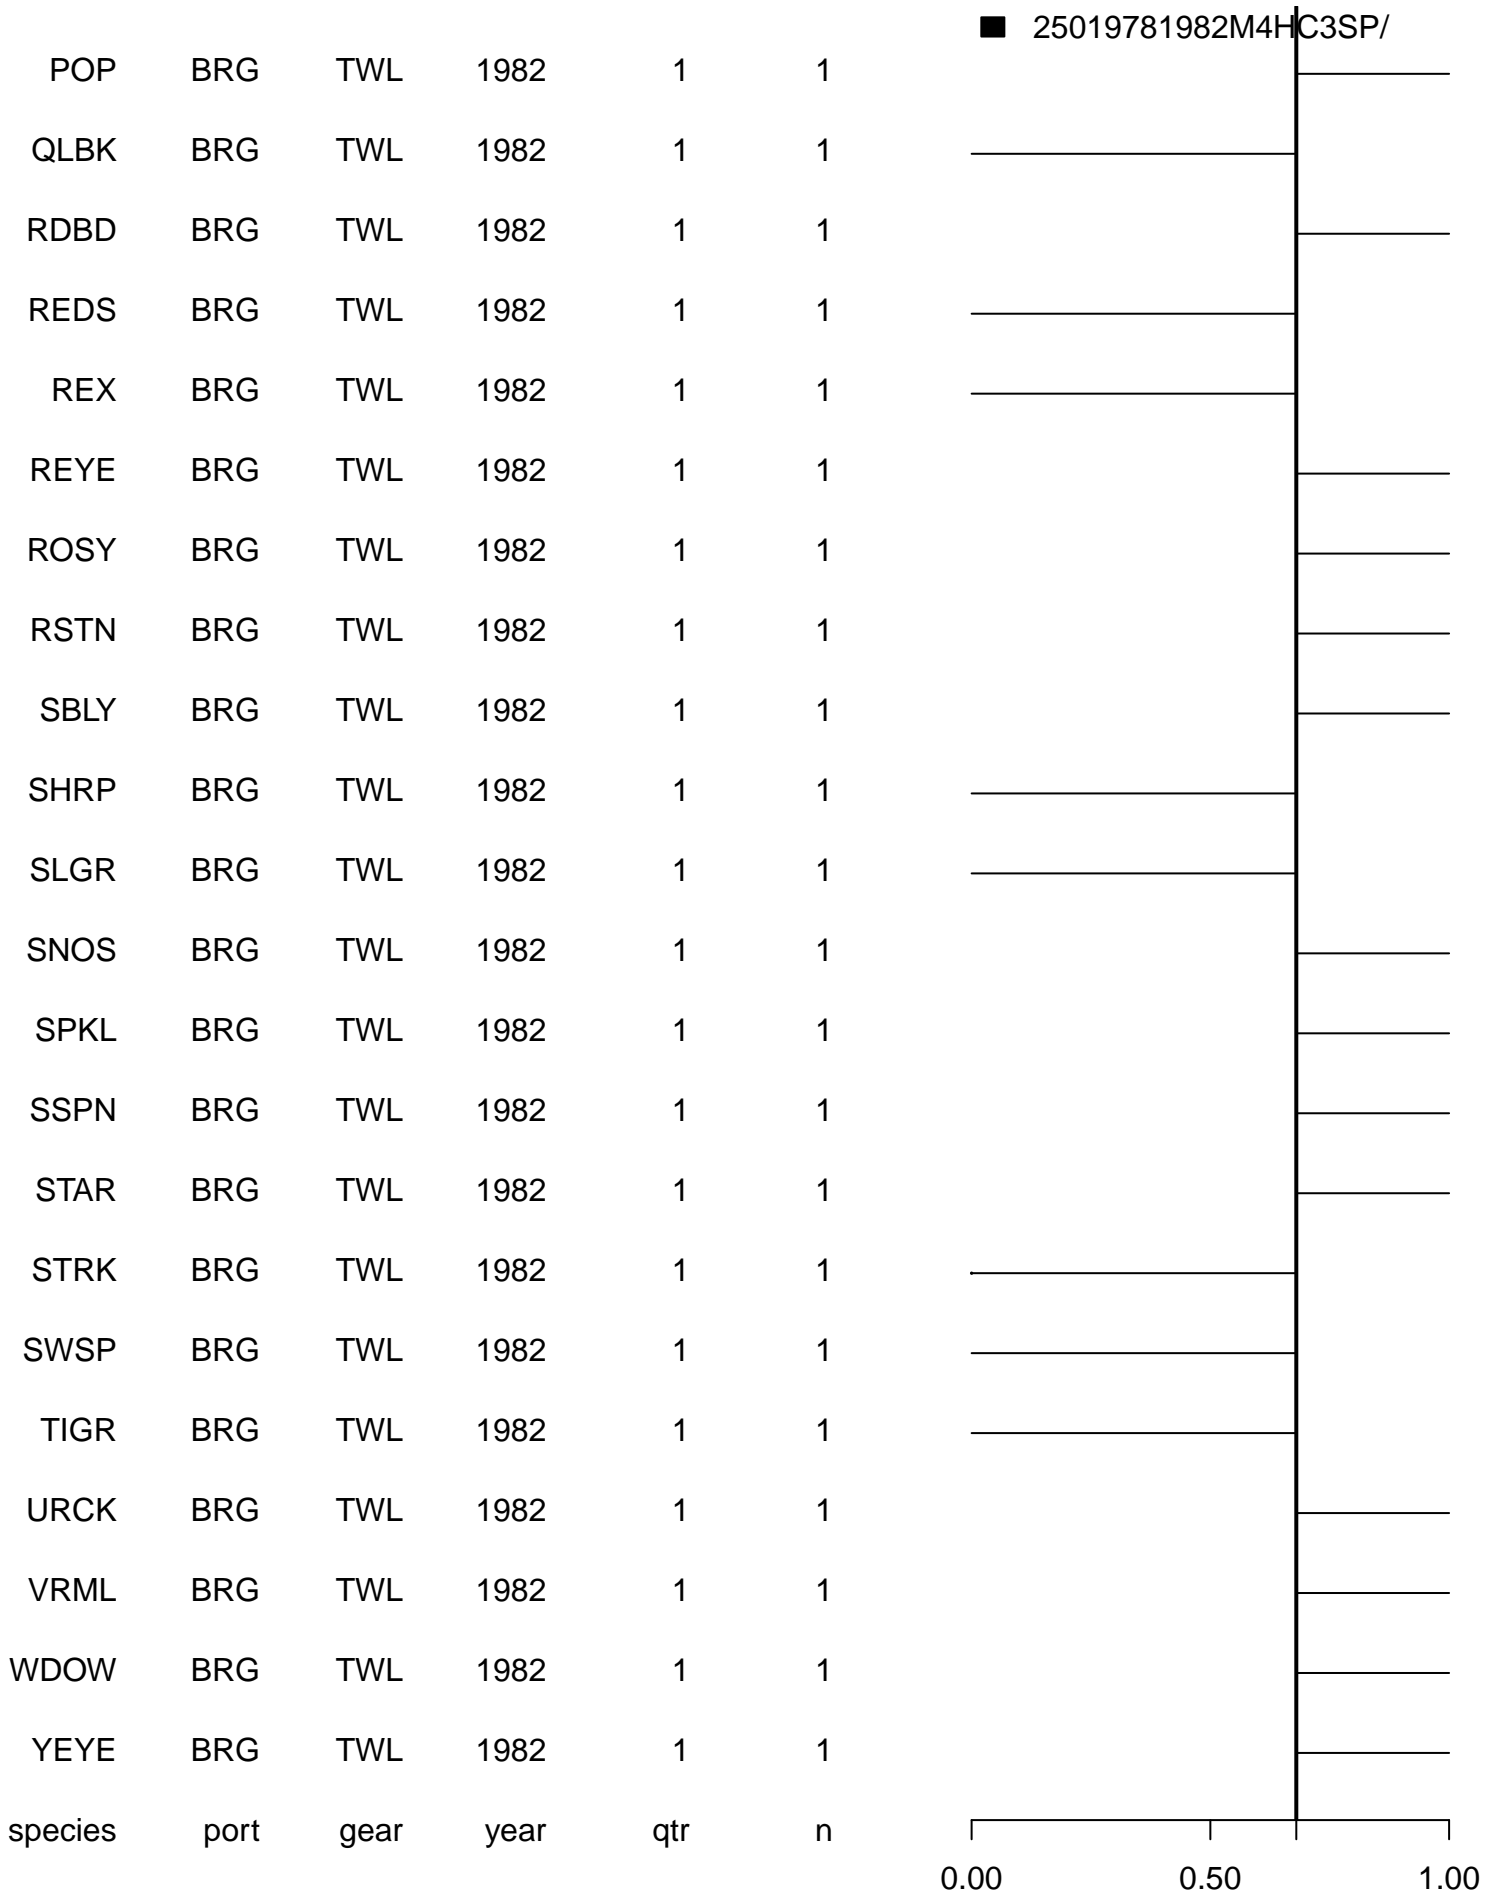 25019781982M4HC3SP/
POP BRG TWL 1982 1 1
QLBK BRG TWL 1982 1 1
RDBD BRG TWL 1982 1 1
REDS BRG TWL 1982 1 1
REX BRG TWL 1982 1 1
REYE BRG TWL 1982 1 1
ROSY BRG TWL 1982 1 1
RSTN BRG TWL 1982 1 1
SBLY BRG TWL 1982 1 1
SHRP BRG TWL 1982 1 1
SLGR BRG TWL 1982 1 1
SNOS BRG TWL 1982 1 1
SPKL BRG TWL 1982 1 1
SSPN BRG TWL 1982 1 1
STAR BRG TWL 1982 1 1
STRK BRG TWL 1982 1 1
SWSP BRG TWL 1982 1 1
TIGR BRG TWL 1982 1 1
URCK BRG TWL 1982 1 1
VRML BRG TWL 1982 1 1
WDOW BRG TWL 1982 1 1
YEYE BRG TWL 1982 1 1
species port gear year qtr n
0.00 0.50 1.00